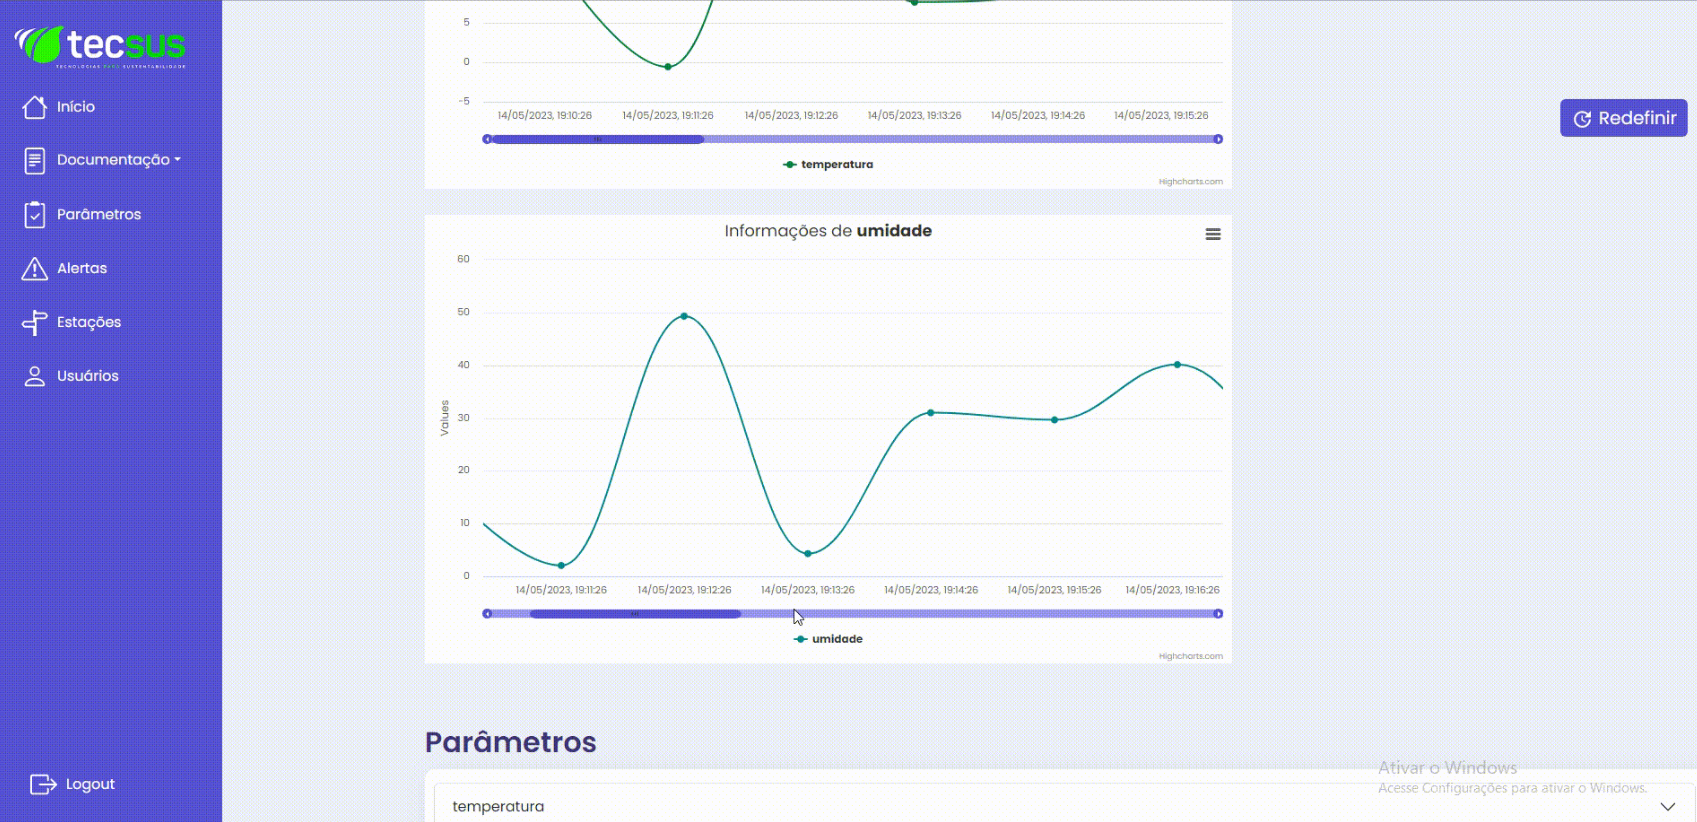 tecsus
TECNOLOGIAS PARA SUSTENTABILIDADE
Início
Documentação
Parâmetros
Alertas
Estações
Usuários
Logout
5
0
-5
14/05/2023, 19:10:26
14/05/2023, 19:11:26
14/05/2023, 19:12:26
14/05/2023, 19:13:26
14/05/2023, 19:14:26
14/05/2023, 19:15:26
temperatura
Highcharts.com
Redefinir
Informações de umidade
60
50
40
30
20
10
0
Values
14/05/2023, 19:11:26
14/05/2023, 19:12:26
14/05/2023, 19:13:26
14/05/2023, 19:14:26
14/05/2023, 19:15:26
14/05/2023, 19:16:26
umidade
Highcharts.com
Parâmetros
temperatura
Ativar o Windows
Acesse Configurações para ativar o Windows.